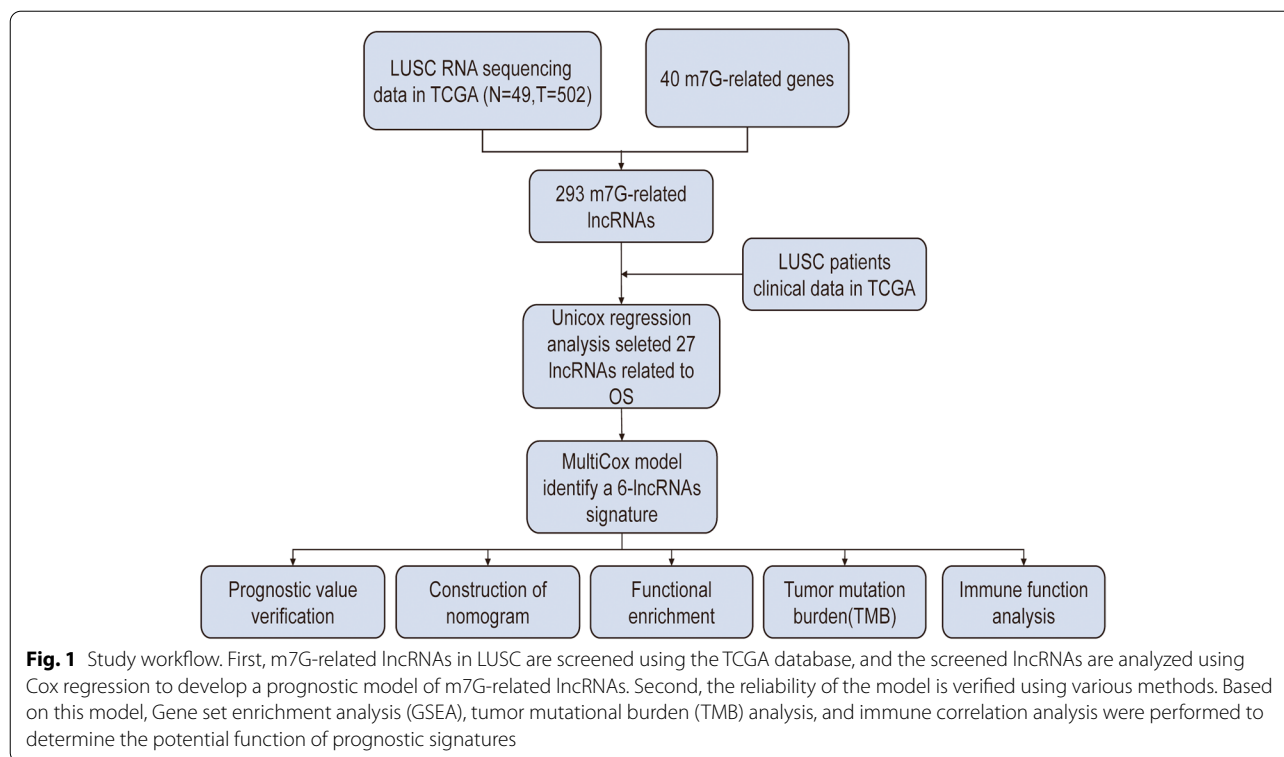 LUSC RNA sequencing
data in TCGA (N=49,T=502)
40 m7G-related genes
293 m7G-related
lncRNAs
LUSC patients
clinical data in TCGA
Unicox regression
analysis seleted 27
lncRNAs related to
OS
MultiCox model
identify a 6-lncRNAs
signature
Prognostic value
verification
Construction of
nomogram
Functional
enrichment
Tumor mutation
burden(TMB)
Immune function
analysis
Fig. 1 Study workflow. First, m7G-related lncRNAs in LUSC are screened using the TCGA database, and the screened lncRNAs are analyzed using
Cox regression to develop a prognostic model of m7G-related lncRNAs. Second, the reliability of the model is verified using various methods. Based
on this model, Gene set enrichment analysis (GSEA), tumor mutational burden (TMB) analysis, and immune correlation analysis were performed to
determine the potential function of prognostic signatures